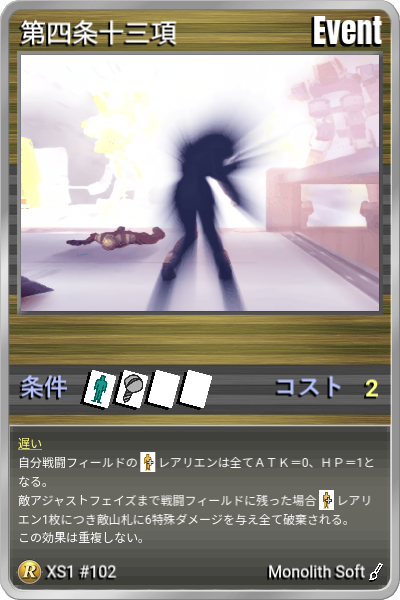 第四条十三項 Event
条件 コスト 2
遅い
自分戦闘フィールドのレアリエンは全てＡＴＫ＝0、ＨＰ＝1と
なる。
敵アジャストフェイズまで戦闘フィールドに残った場合レアリ
エン1枚につき敵山札に6特殊ダメージを与え全て破棄される。
この効果は重複しない。
R XS1 #102 Monolith Soft